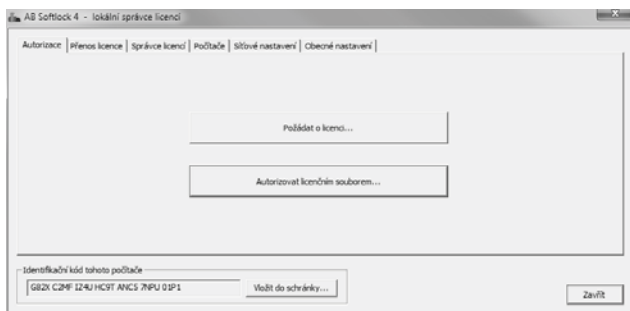 AB Softlock 4 - lokální správce licencí
Autorizace Přenos licence Správce licencí Počítače Síťové nastavení Obecné nastavení
Požádat o licenci...
Autorizovat licenčním souborem...
Identifikační kód tohoto počítače
GB2X C2MF IZ4U HC9T ANCS 7NPU 01P1
Vložit do schránky...
Zavřít